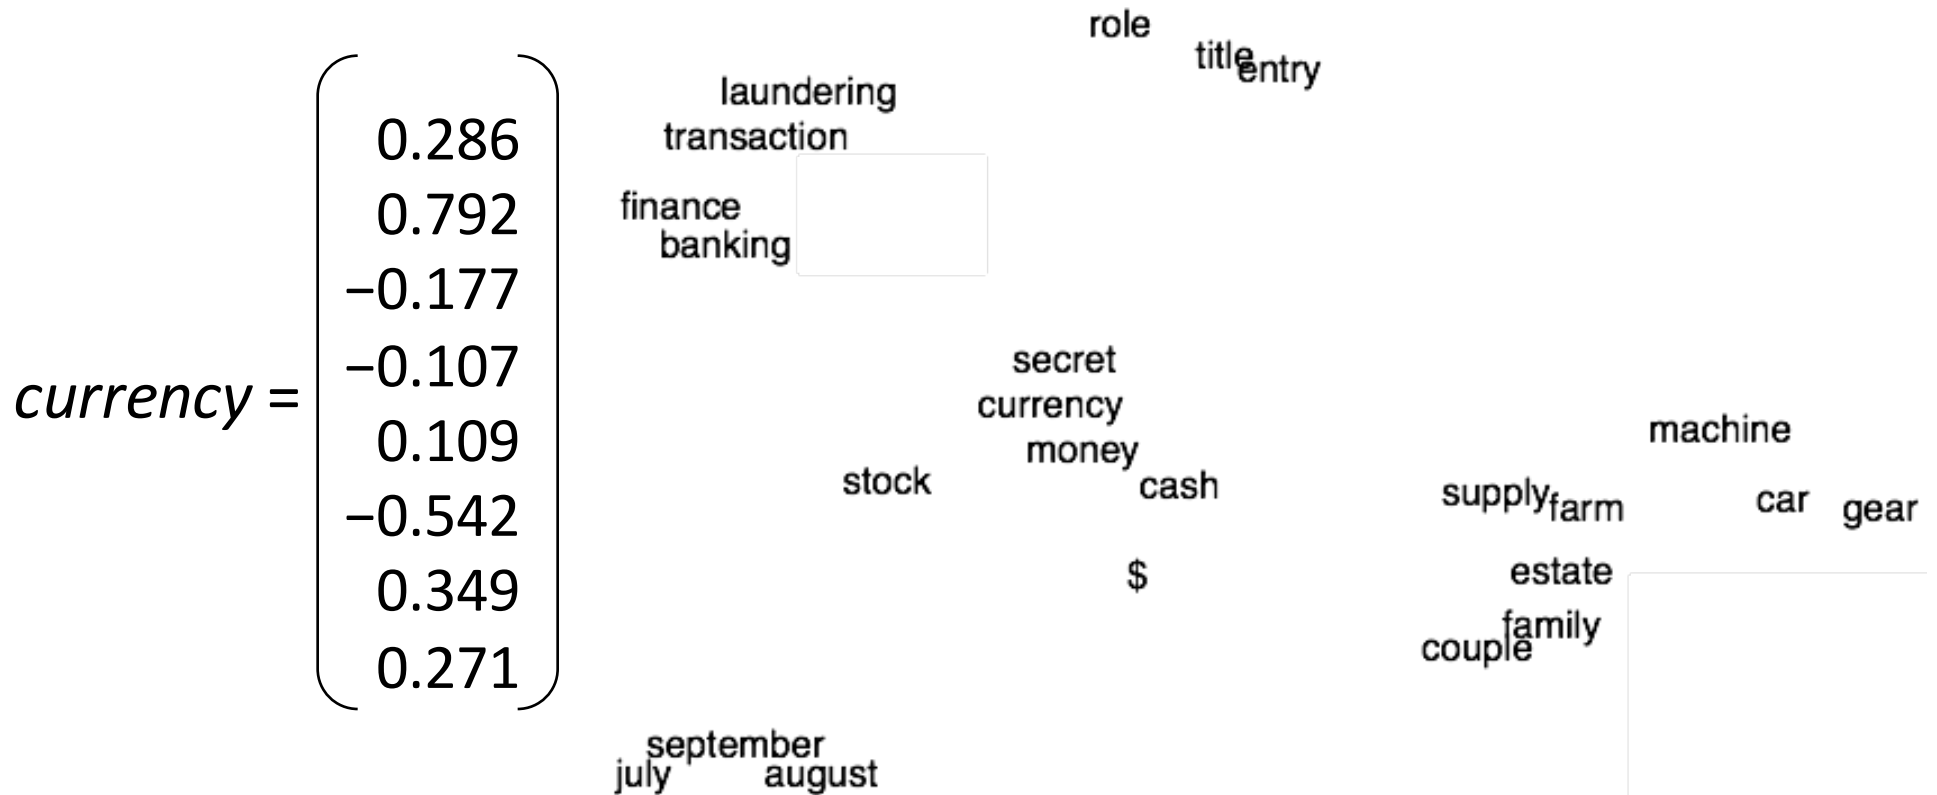 currency =
0.286
0.792
−0.177
−0.107
0.109
−0.542
0.349
0.271
role
title
entry
laundering
transaction
finance
banking
secret
currency
money
stock
cash
$
machine
supply
farm
car
gear
estate
family
couple
september
july
august